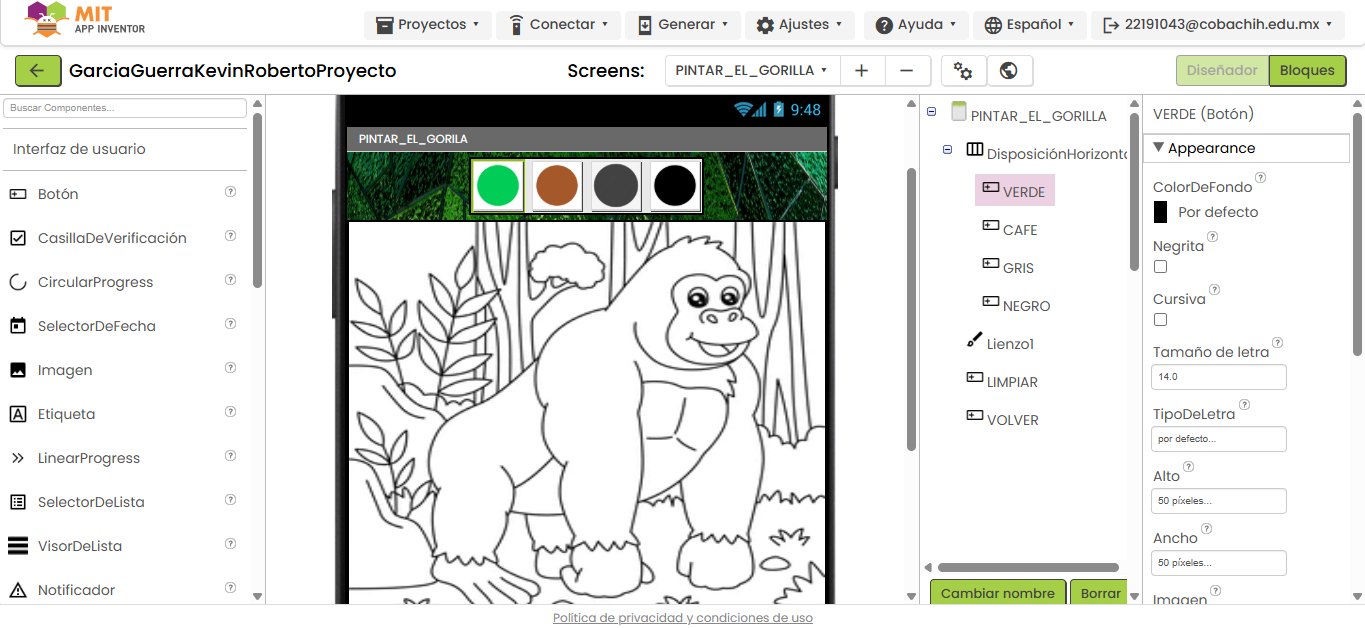 MIT
APP INVENTOR
Proyectos
Conectar
Generar
Ajustes
Ayuda
Español
22191043@cobachih.edu.mx
GarciaGuerraKevinRobertoProyecto
Screens:
PINTAR_EL_GORILLA
Diseñador
Bloques
Buscar Componentes...
Interfaz de usuario
Botón
CasillaDeVerificación
CircularProgress
SelectorDeFecha
Imagen
Etiqueta
LinearProgress
SelectorDeLista
VisorDeLista
Notificador
9:48
PINTAR_EL_GORILA
PINTAR_EL_GORILLA
DisposiciónHorizonta
VERDE
CAFE
GRIS
NEGRO
Lienzo1
LIMPIAR
VOLVER
Cambiar nombre
Borrar
VERDE (Botón)
Appearance
ColorDeFondo
Por defecto
Negrita
Cursiva
Tamaño de letra
14.0
TipoDeLetra
por defecto...
Alto
50 píxeles...
Ancho
50 píxeles...
Imagen
Política de privacidad y condiciones de uso